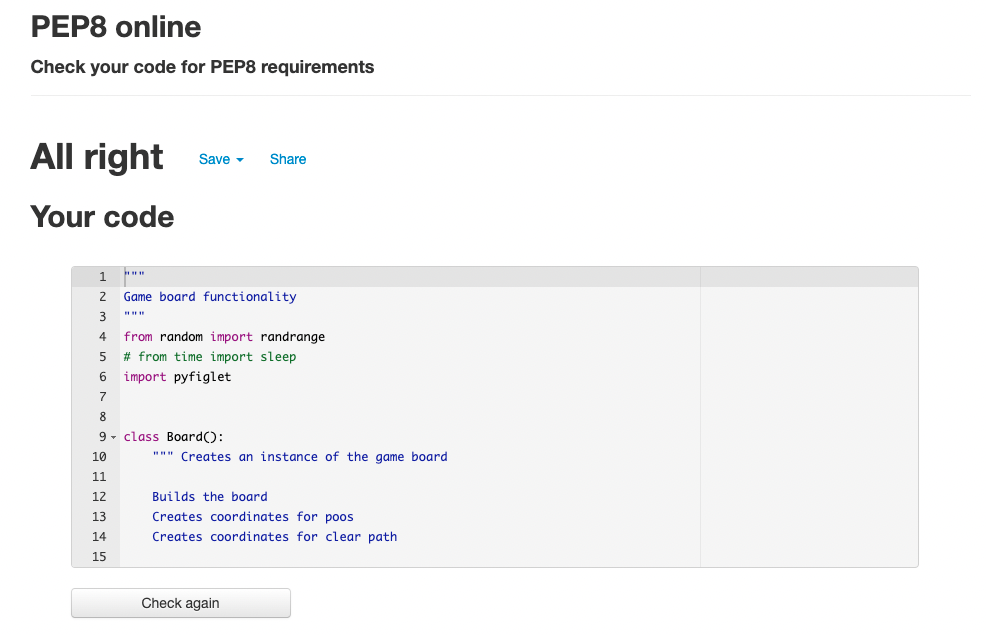 PEP8 online
Check your code for PEP8 requirements
All right Save Share
Your code
1 """
2 Game board functionality
3 """
4 from random import randrange
5 # from time import sleep
6 import pyfiglet
7
8
9 class Board():
10     """ Creates an instance of the game board
11
12     Builds the board
13     Creates coordinates for poos
14     Creates coordinates for clear path
15
Check again